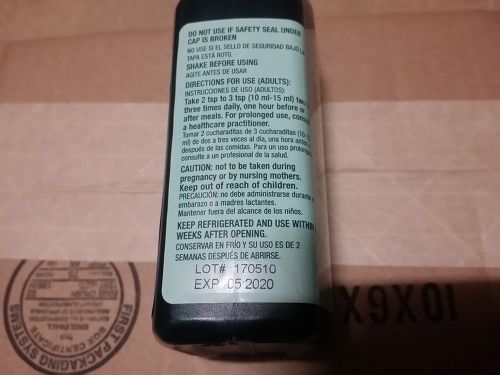 DO NOT USE IF SAFETY SEAL UNDER
CAP IS BROKEN
NO USE SI EL SELLO DE SEGURIDAD BAJO LA
TAPA ESTÁ ROTO.
SHAKE BEFORE USING
AGITE ANTES DE USAR
DIRECTIONS FOR USE (ADULTS):
INSTRUCCIONES DE USO (ADULTOS):
Take 2 tsp to 3 tsp (10 ml-15 ml)
three times daily, one hour before or
after meals. For prolonged use,
a healthcare practitioner.
Tomar 2 cucharaditas de 3 cucharaditas
ml) de dos a tres veces al día, una hora
después de las comidas. Para un uso
consulte a un profesional de la salud.
CAUTION: not to be taken during
pregnancy or by nursing mothers.
Keep out of reach of children.
PRECAUCIÓN: no debe administrarse
embarazo o a madres lactantes.
Mantener fuera del alcance de los niños.
KEEP REFRIGERATED AND USE WITHIN
WEEKS AFTER OPENING.
CONSERVAR EN FRÍO Y SU USO ES DE 2
SEMANAS DESPUÉS DE ABRIRSE.
LOT# 170510
EXP 05 2020
10X6X
FIRST PACKAGING SYSTEMS
BOX CERTIFICATE